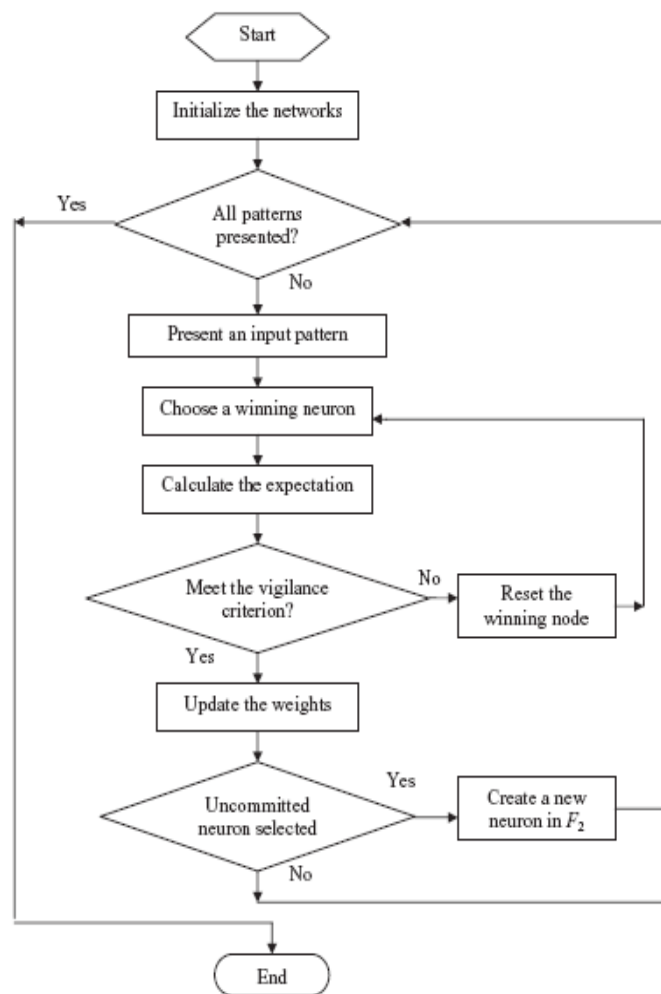 Start
Initialize the networks
Yes
All patterns
presented?
No
Present an input pattern
Choose a winning neuron
Calculate the expectation
Meet the vigilance
criterion?
No
Reset the
winning node
Yes
Update the weights
Uncommitted
neuron selected
Yes
Create a new
neuron in F₂
No
End